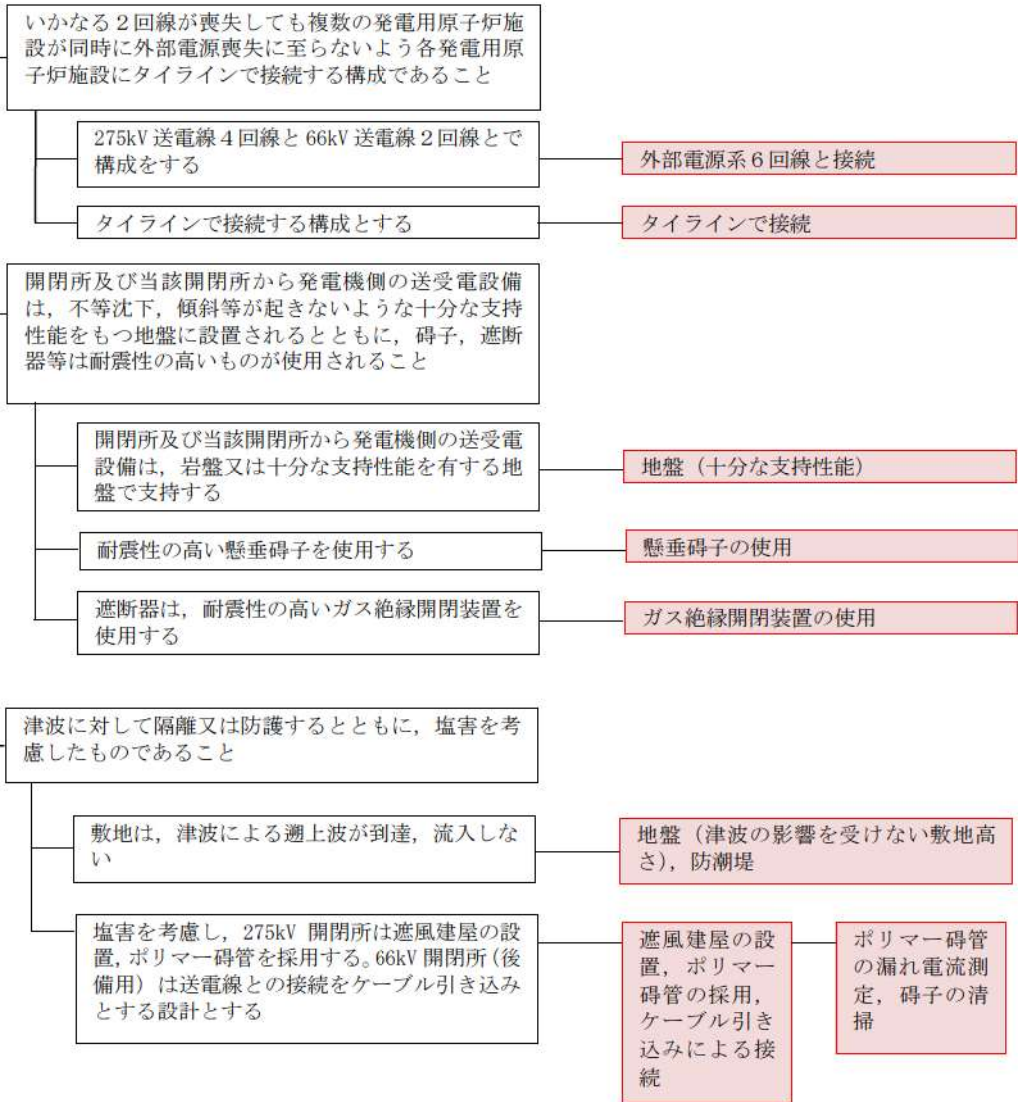 いかなる２回線が喪失しても複数の発電用原子炉施
設が同時に外部電源喪失に至らないよう各発電用原
子炉施設にタイラインで接続する構成であること
275kV 送電線４回線と 66kV 送電線２回線とで
構成をする
外部電源系６回線と接続
タイラインで接続する構成とする
タイラインで接続
開閉所及び当該開閉所から発電機側の送受電設備
は，不等沈下，傾斜等が起きないような十分な支持
性能をもつ地盤に設置されるとともに，碍子，遮断
器等は耐震性の高いものが使用されること
開閉所及び当該開閉所から発電機側の送受電
設備は，岩盤又は十分な支持性能を有する地
盤で支持する
地盤（十分な支持性能）
耐震性の高い懸垂碍子を使用する
懸垂碍子の使用
遮断器は，耐震性の高いガス絶縁開閉装置を
使用する
ガス絶縁開閉装置の使用
津波に対して隔離又は防護するとともに，塩害を考
慮したものであること
敷地は，津波による遡上波が到達，流入しな
い
地盤（津波の影響を受けない敷地高
さ），防潮堤
塩害を考慮し，275kV 開閉所は遮風建屋の設
置，ポリマー碍管を採用する。66kV 開閉所（後
備用）は送電線との接続をケーブル引き込み
とする設計とする
遮風建屋の設
置，ポリマー
碍管の採用，
ケーブル引き
込みによる接
続
ポリマー碍管
の漏れ電流測
定，碍子の清
掃